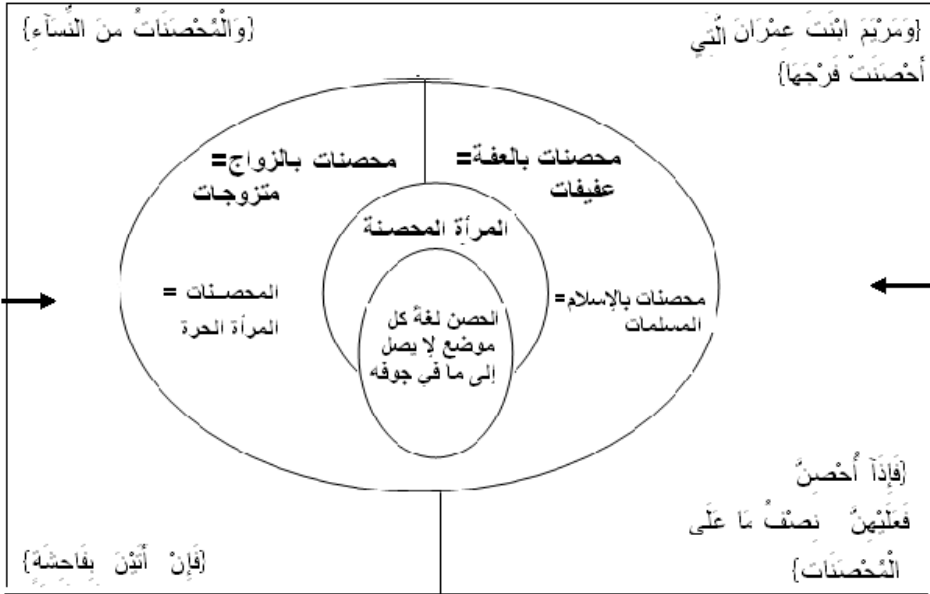 {وَمَرْيَمَ ابْنَتَ عِمْرَانَ الَّتِي
أَحْصَنَتْ فَرْجَهَا}
{وَالْمُحْصَنَاتُ مِنَ النِّسَآءِ}
محصنات بالعفة=
عفيفات
محصنات بالزواج=
متزوجات
المرأة المحصنة
محصنات بالإسلام=
المسلمات
المحصنات =
المرأة الحرة
الحصن لغة كل
موضع لا يصل
إلى ما في جوفه
{فَإِذَآ أُحْصِنَّ
فَعَلَيْهِنَّ نِصْفُ مَا عَلَى
الْمُحْصَنَات}
{فَإِنْ أَتَيْنَ بِفَاحِشَةٍ}